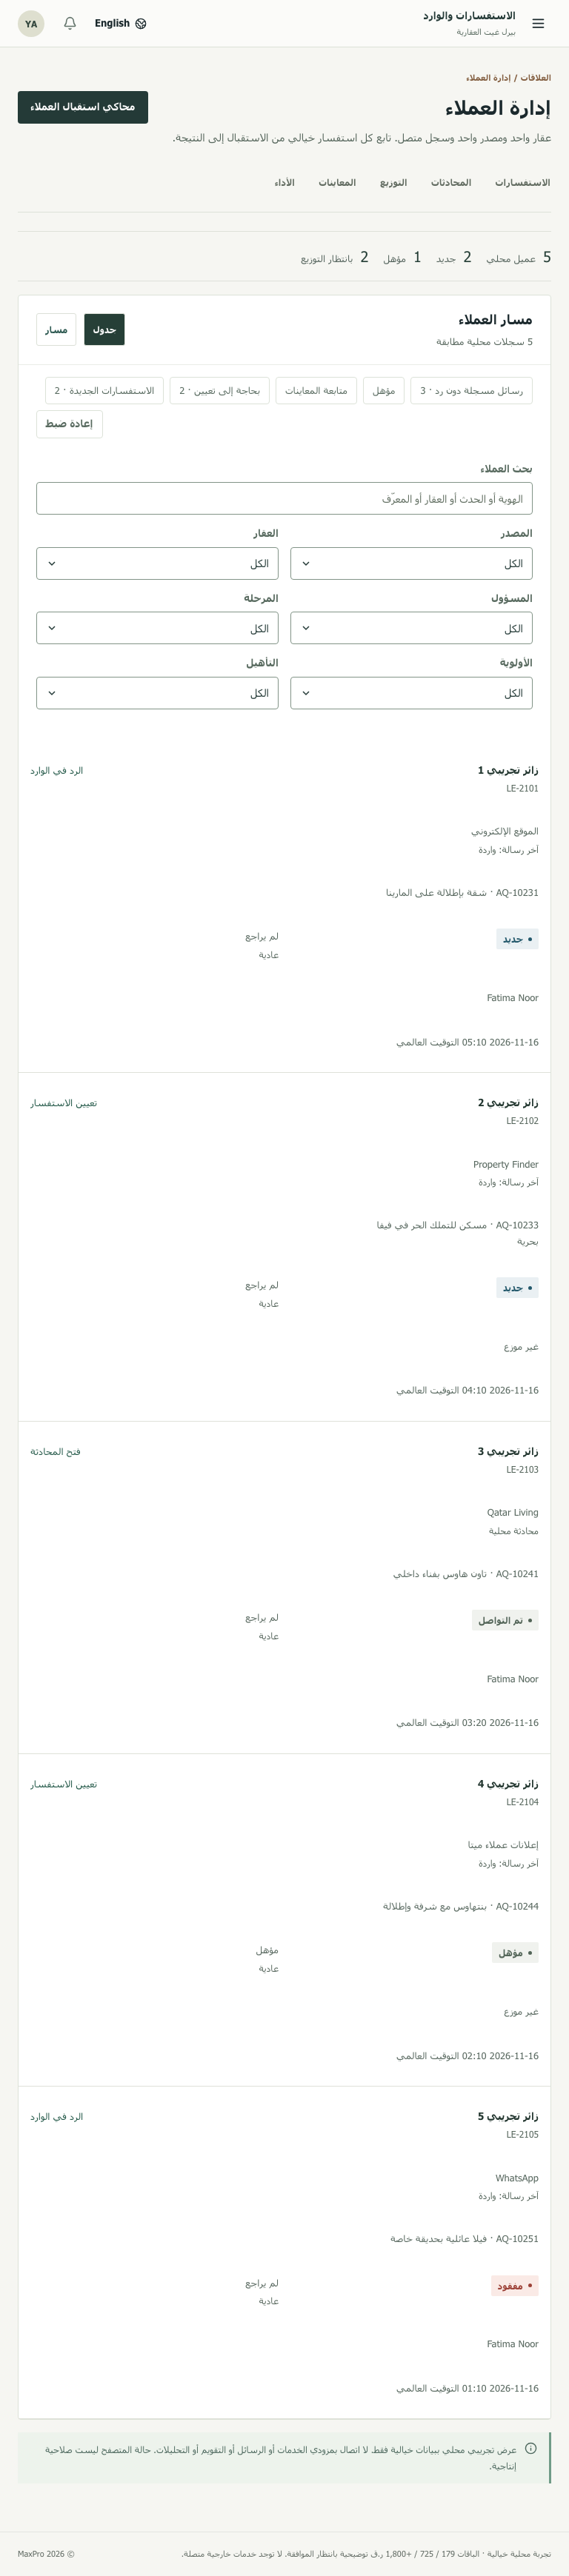 الاستفسارات والوارد
بيرل غيت العقارية
English
YA
العلاقات / إدارة العملاء
إدارة العملاء
محاكي استقبال العملاء
عقار واحد ومصدر واحد وسجل متصل. تابع كل استفسار خيالي من الاستقبال إلى النتيجة.
الاستفسارات
المحادثات
التوزيع
المعاينات
الأداء
5 عميل محلي 2 جديد 1 مؤهل 2 بانتظار التوزيع
مسار العملاء
5 سجلات محلية مطابقة
جدول
مسار
رسائل مسجلة دون رد · 3
مؤهل
متابعة المعاينات
بحاجة إلى تعيين · 2
الاستفسارات الجديدة · 2
إعادة ضبط
بحث العملاء
الهوية أو الحدث أو العقار أو المعرّف
المصدر
العقار
الكل
الكل
المسؤول
المرحلة
الكل
الكل
الأولوية
التأهيل
الكل
الكل
زائر تجريبي 1
الرد في الوارد
LE-2101
الموقع الإلكتروني
آخر رسالة: واردة
AQ-10231 · شقة بإطلالة على المارينا
جديد
لم يراجع
عادية
Fatima Noor
2026-11-16 05:10 التوقيت العالمي
زائر تجريبي 2
تعيين الاستفسار
LE-2102
Property Finder
آخر رسالة: واردة
AQ-10233 · مسكن للتملك الحر في فيفا
بحرية
جديد
لم يراجع
عادية
غير موزع
2026-11-16 04:10 التوقيت العالمي
زائر تجريبي 3
فتح المحادثة
LE-2103
Qatar Living
محادثة محلية
AQ-10241 · تاون هاوس بفناء داخلي
تم التواصل
لم يراجع
عادية
Fatima Noor
2026-11-16 03:20 التوقيت العالمي
زائر تجريبي 4
تعيين الاستفسار
LE-2104
إعلانات عملاء ميتا
آخر رسالة: واردة
AQ-10244 · بنتهاوس مع شرفة وإطلالة
مؤهل
مؤهل
عادية
غير موزع
2026-11-16 02:10 التوقيت العالمي
زائر تجريبي 5
الرد في الوارد
LE-2105
WhatsApp
آخر رسالة: واردة
AQ-10251 · فيلا عائلية بحديقة خاصة
مفقود
لم يراجع
عادية
Fatima Noor
2026-11-16 01:10 التوقيت العالمي
عرض تجريبي محلي ببيانات خيالية فقط. لا اتصال بمزودي الخدمات أو الرسائل أو التقويم أو التحليلات. حالة المتصفح ليست صلاحية
إنتاجية.
تجربة محلية خيالية · الباقات 179 / 725 / +1,800 ر.ق توضيحية بانتظار الموافقة. لا توجد خدمات خارجية متصلة.
© 2026 MaxPro